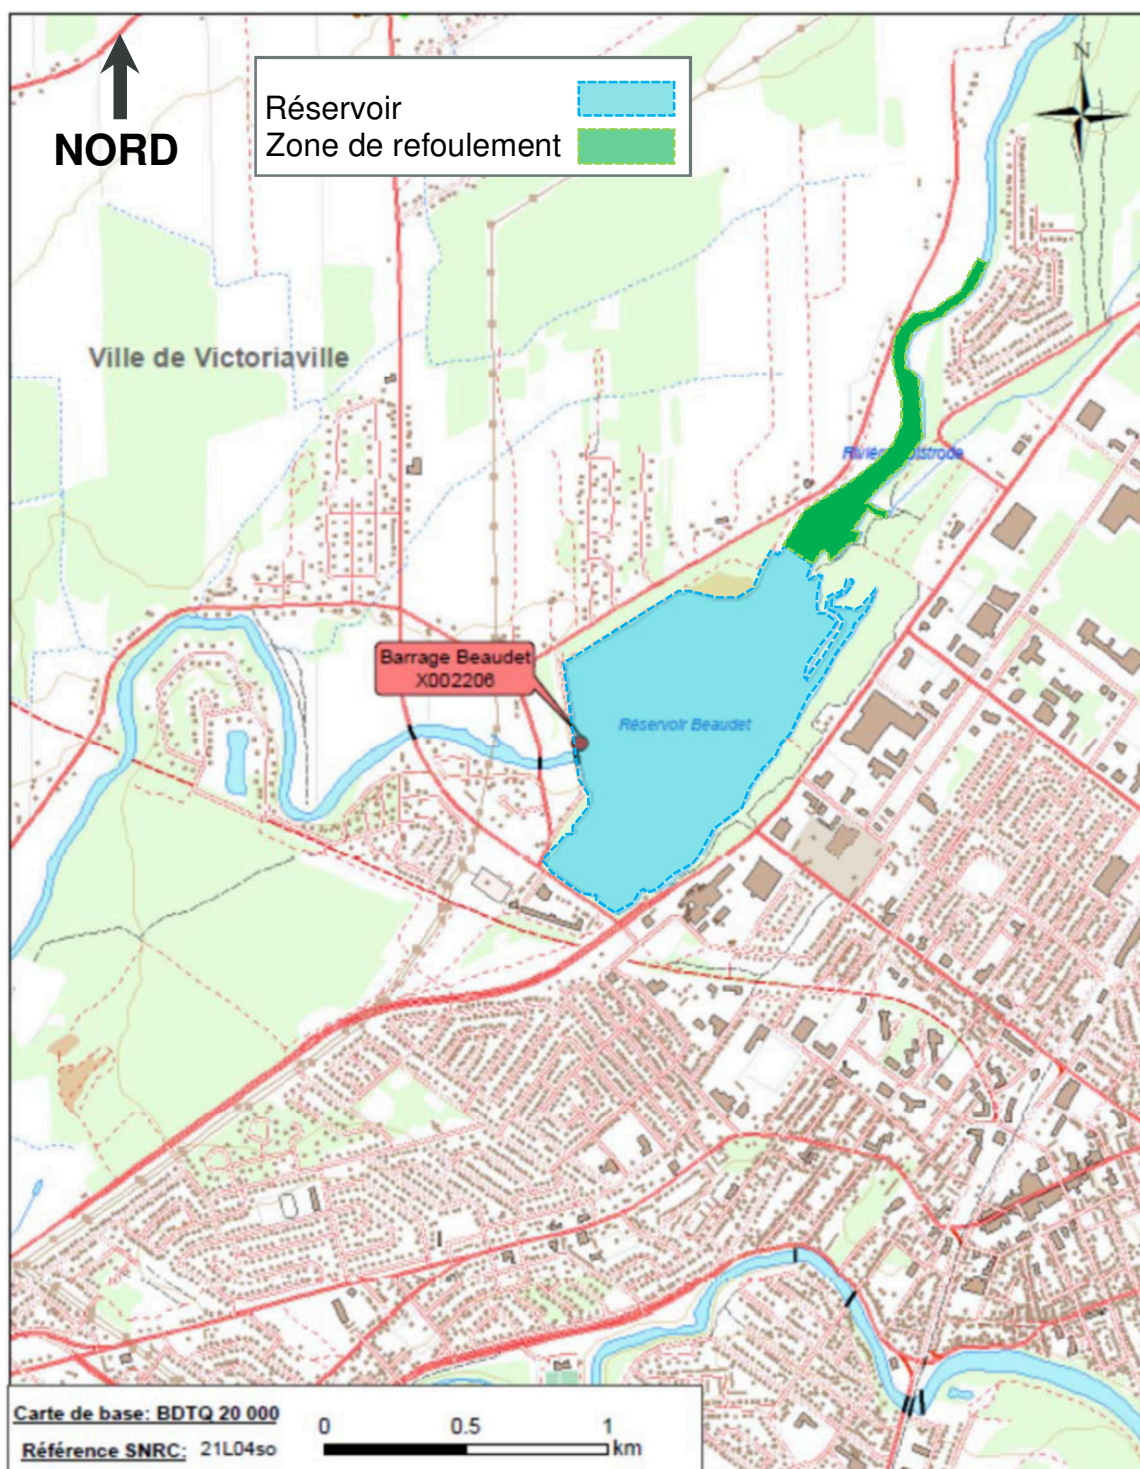 N
NORD
Réservoir
Zone de refoulement
Ville de Victoriaville
Barrage Beaudet
X002206
Réservoir Beaudet
Carte de base: BDTQ 20 000
Référence SNRC: 21L04so
0 0.5 1
km